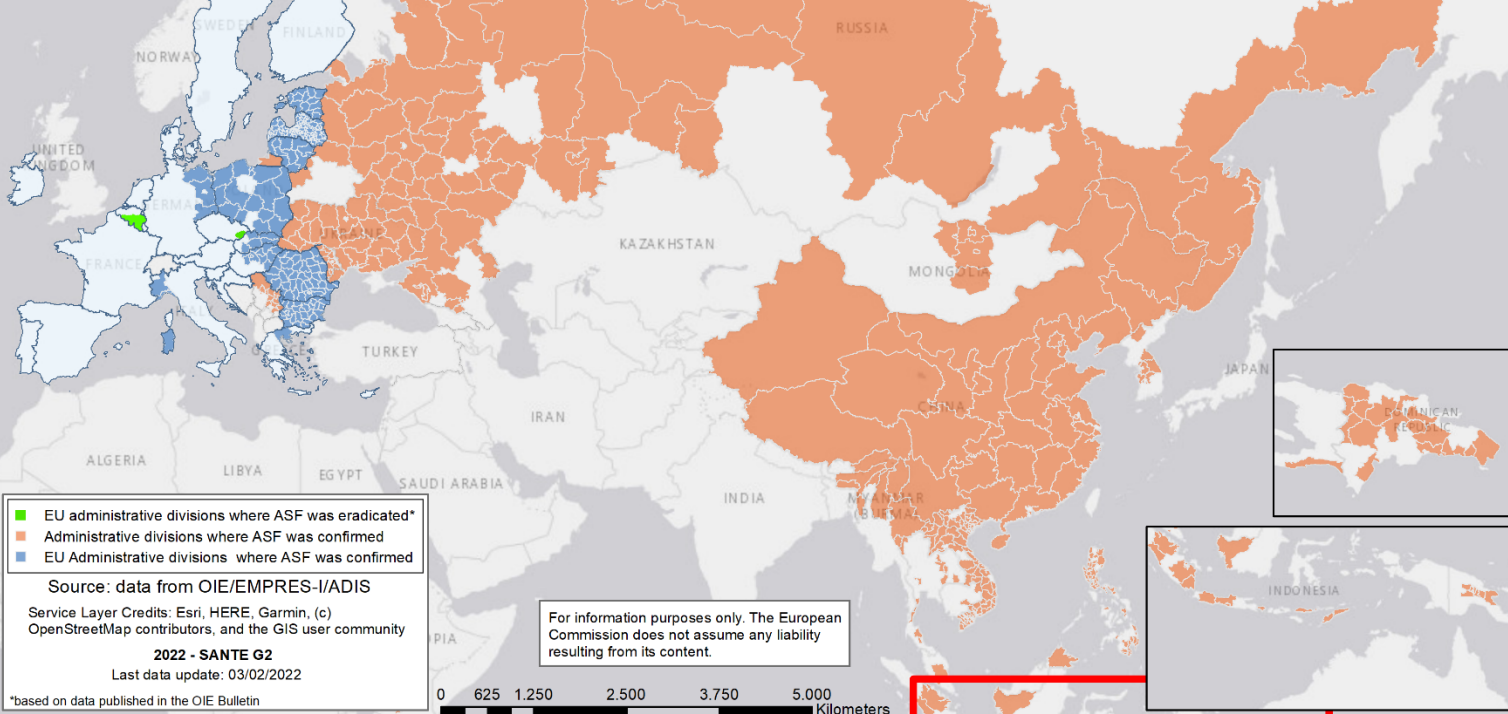 SWEDEN
FINLAND
RUSSIA
NORWAY
UNITED
KINGDOM
GERMA
UKRAINE
KAZAKHSTAN
MONGOLIA
FRANCE
ITALY
GREECE
TURKEY
JAPAN
IRAN
CHINA
DOMINICAN
REPUBLIC
ALGERIA
LIBYA
EGYPT
SAUDI ARABIA
INDIA
MYANMAR
(BURMA)
EU administrative divisions where ASF was eradicated*
Administrative divisions where ASF was confirmed
EU Administrative divisions where ASF was confirmed
Source: data from OIE/EMPRES-I/ADIS
Service Layer Credits: Esri, HERE, Garmin, (c)
OpenStreetMap contributors, and the GIS user community
2022 - SANTE G2
Last data update: 03/02/2022
*based on data published in the OIE Bulletin
OPIA
For information purposes only. The European
Commission does not assume any liability
resulting from its content.
INDONESIA
0 625 1.250 2.500 3.750 5.000
Kilometers